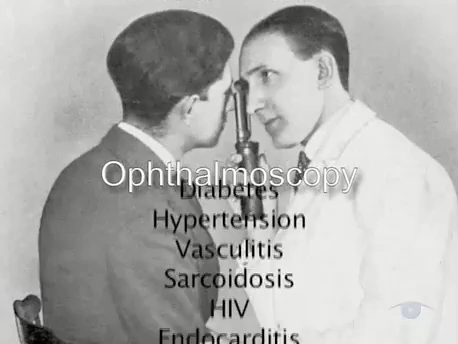 Ophthalmoscopy
Diabetes
Hypertension
Vasculitis
Sarcoidosis
HIV
Endocarditis